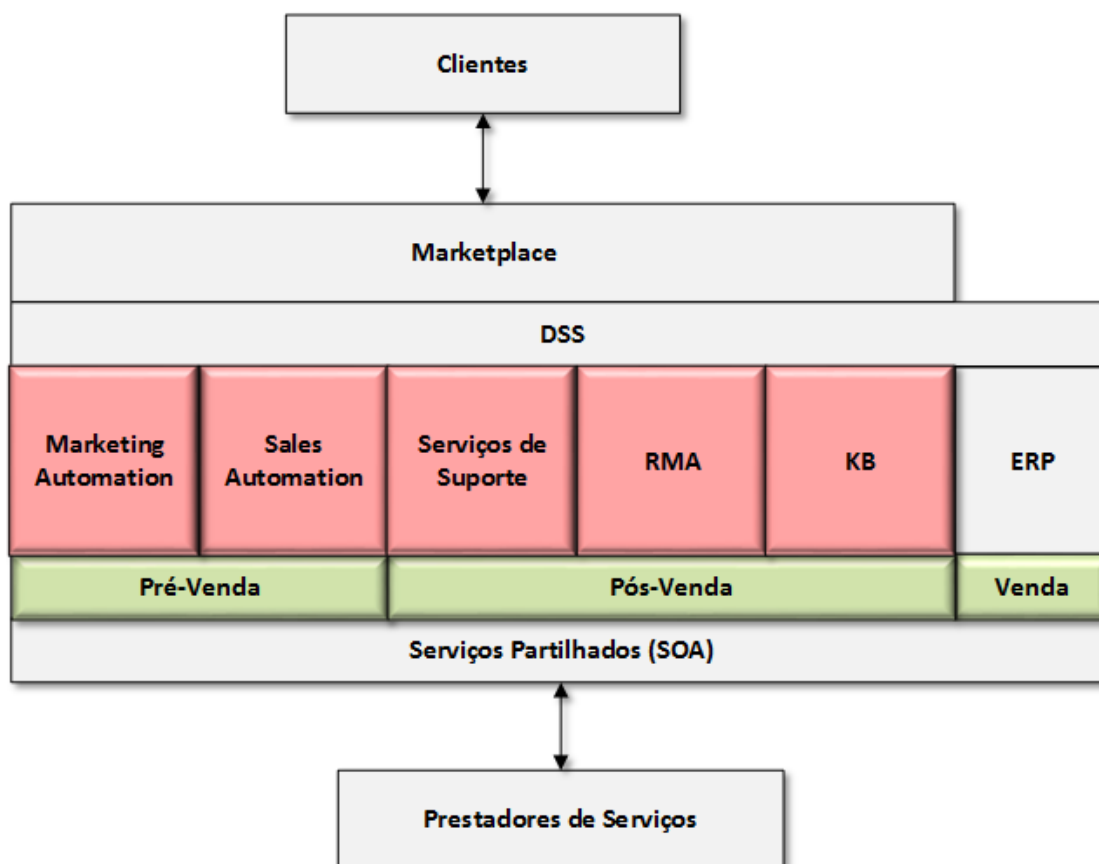 Clientes
Marketplace
DSS
Marketing
Automation
Sales
Automation
Serviços de
Suporte
RMA
KB
ERP
Pré-Venda
Pós-Venda
Venda
Serviços Partilhados (SOA)
Prestadores de Serviços